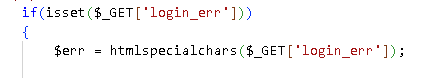 if(isset($_GET['login_err']))
{
    $err = htmlspecialchars($_GET['login_err']);